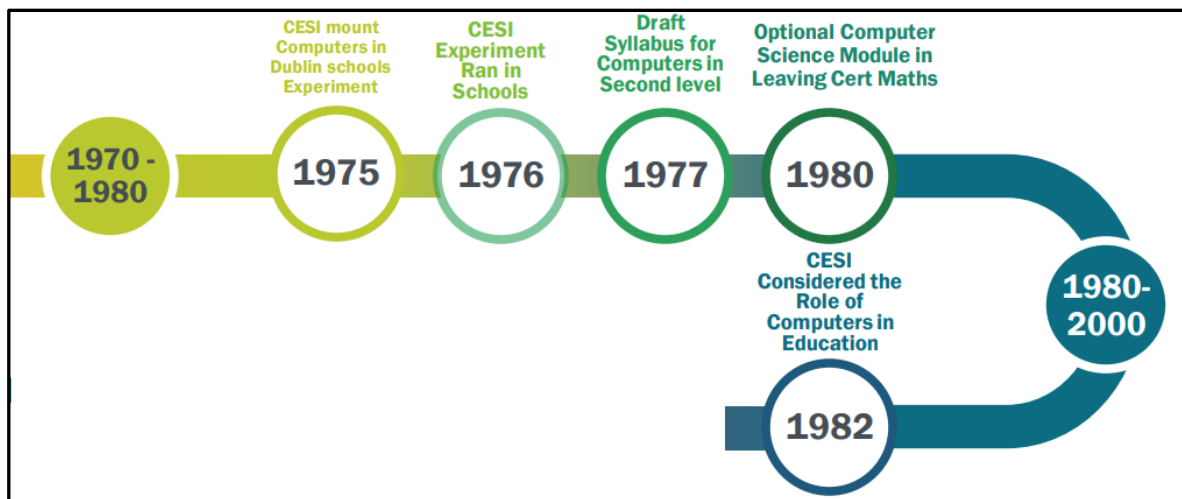 1970 -
1980
CESI mount
Computers in
Dublin schools
Experiment
1975
CESI
Experiment
Ran in
Schools
1976
Draft
Syllabus for
Computers in
Second level
1977
Optional Computer
Science Module in
Leaving Cert Maths
1980
1980-
2000
CESI
Considered the
Role of
Computers in
Education
1982